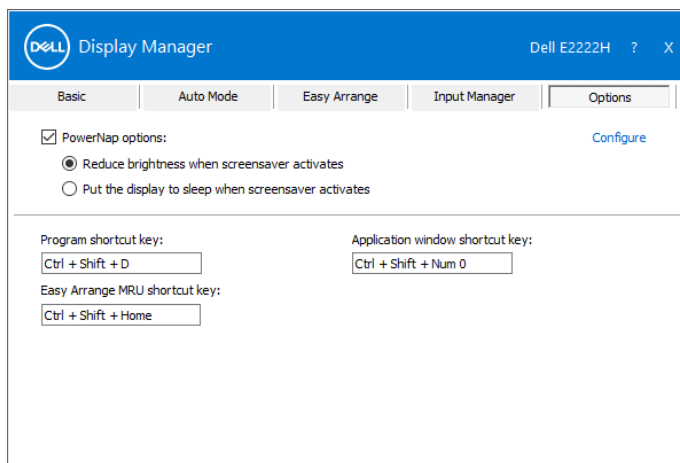 DELL Display Manager Dell E2222H ? X
Basic Auto Mode Easy Arrange Input Manager Options
PowerNap options: Configure
Reduce brightness when screensaver activates
Put the display to sleep when screensaver activates
Program shortcut key: Application window shortcut key:
Ctrl + Shift + D Ctrl + Shift + Num 0
Easy Arrange MRU shortcut key:
Ctrl + Shift + Home